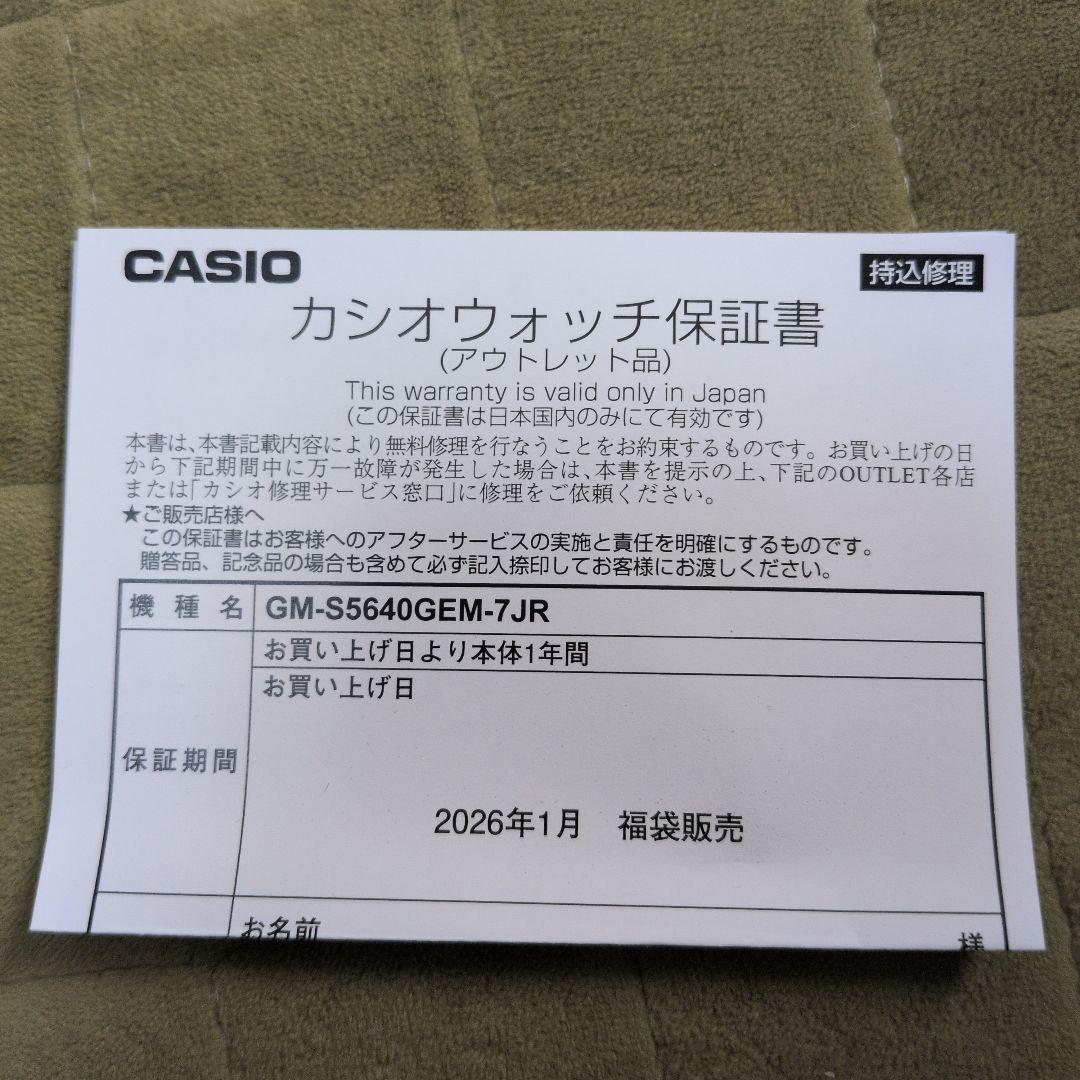 CASIO
持込修理
カシオウォッチ保証書
(アウトレット品)
This warranty is valid only in Japan
(この保証書は日本国内のみにて有効です)
本書は、本書記載内容により無料修理を行なうことをお約束するものです。お買い上げの日
から下記期間中に万一故障が発生した場合は、本書を提示の上、下記のOUTLET各店
または「カシオ修理サービス窓口」に修理をご依頼ください。
★ご販売店様へ
この保証書はお客様へのアフターサービスの実施と責任を明確にするものです。
贈答品、記念品の場合も含めて必ず記入捺印してお客様にお渡しください。
機種名 GM-S5640GEM-7JR
お買い上げ日より本体1年間
お買い上げ日
保証期間
2026年1月 福袋販売
お名前 様